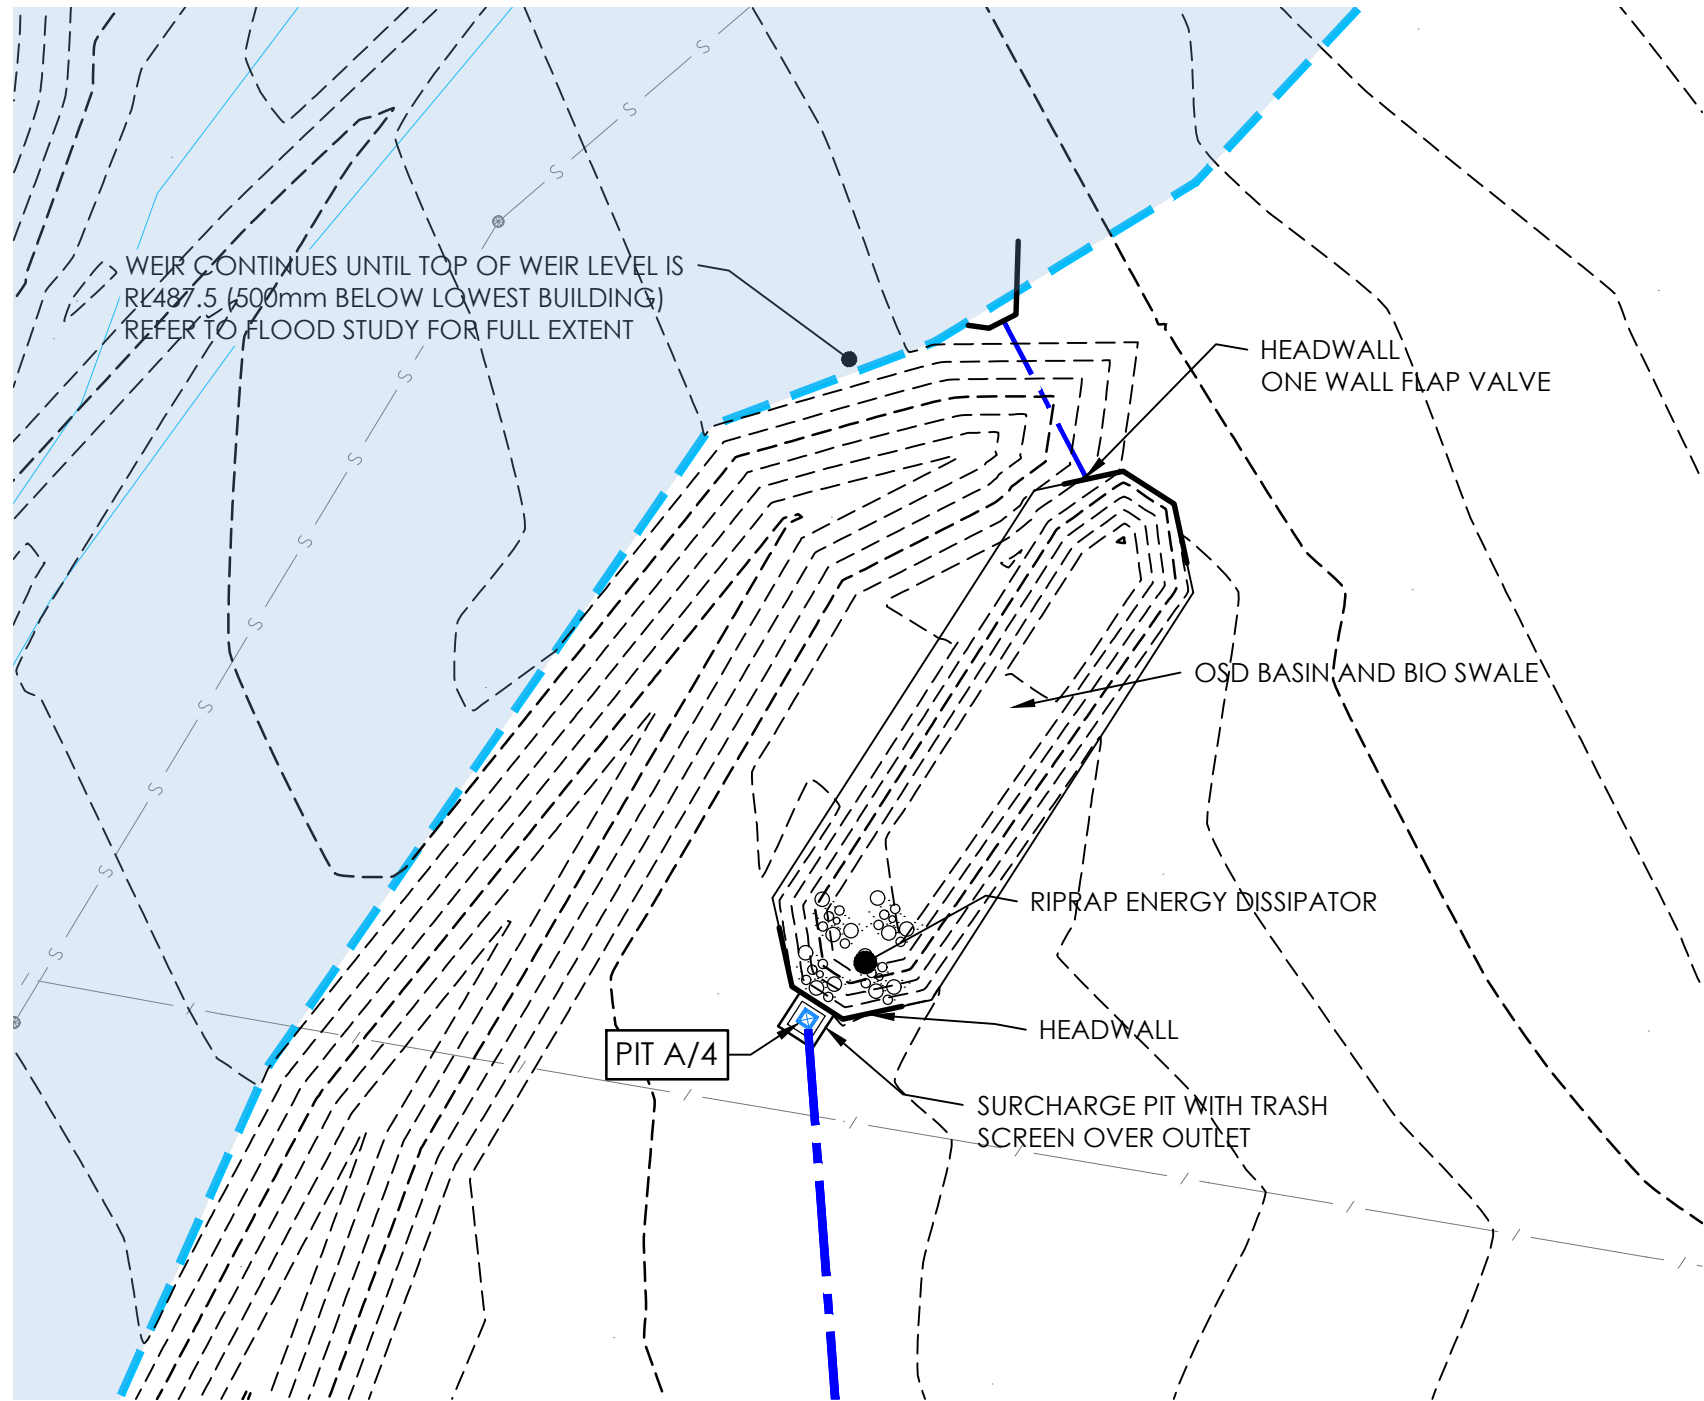 WEIR CONTINUES UNTIL TOP OF WEIR LEVEL IS
RL487.5 (500mm BELOW LOWEST BUILDING)
REFER TO FLOOD STUDY FOR FULL EXTENT
HEADWALL
ONE WALL FLAP VALVE
OSD BASIN AND BIO SWALE
RIPRAP ENERGY DISSIPATOR
HEADWALL
PIT A/4
SURCHARGE PIT WITH TRASH
SCREEN OVER OUTLET
S
S
S
S
S
S
S
S
S
S
S